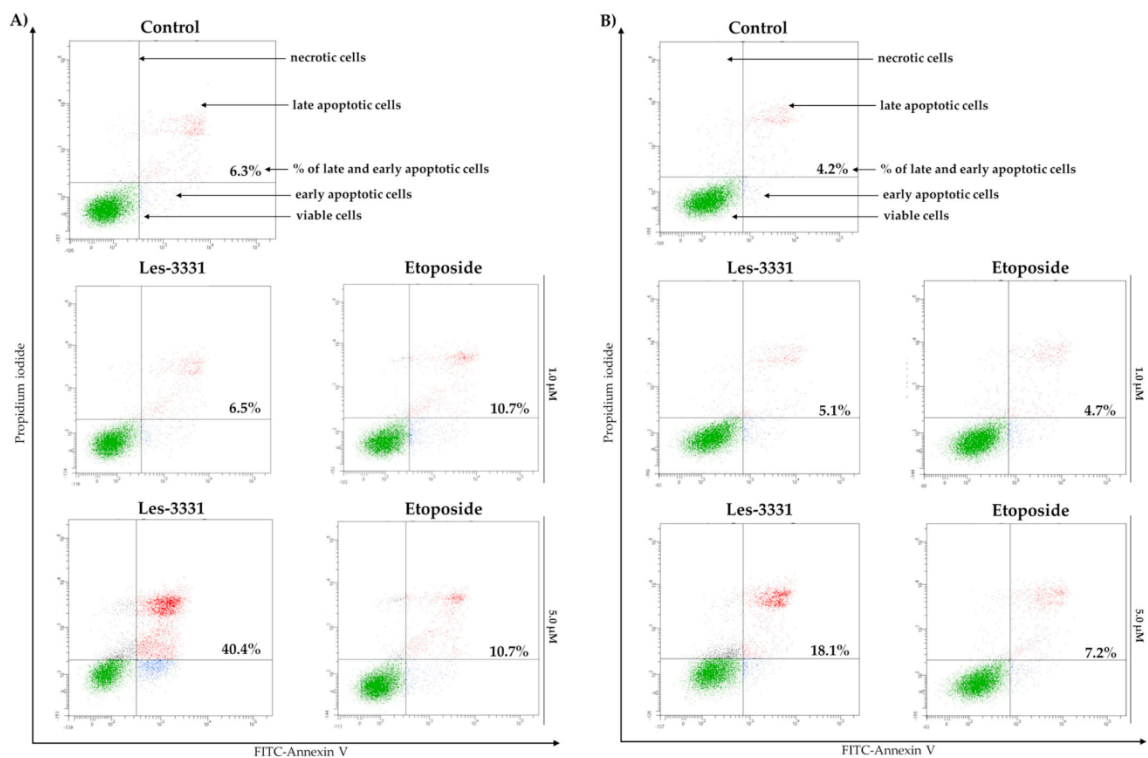 A)
Control
necrotic cells
late apoptotic cells
6.3%
% of late and early apoptotic cells
early apoptotic cells
viable cells
Les-3331
Etoposide
6.5%
10.7%
1.0 µM
Les-3331
Etoposide
40.4%
10.7%
5.0 µM
Propidium iodide
FITC-Annexin V
B)
Control
necrotic cells
late apoptotic cells
4.2%
% of late and early apoptotic cells
early apoptotic cells
viable cells
Les-3331
Etoposide
5.1%
4.7%
1.0 µM
Les-3331
Etoposide
18.1%
7.2%
5.0 µM
Propidium iodide
FITC-Annexin V